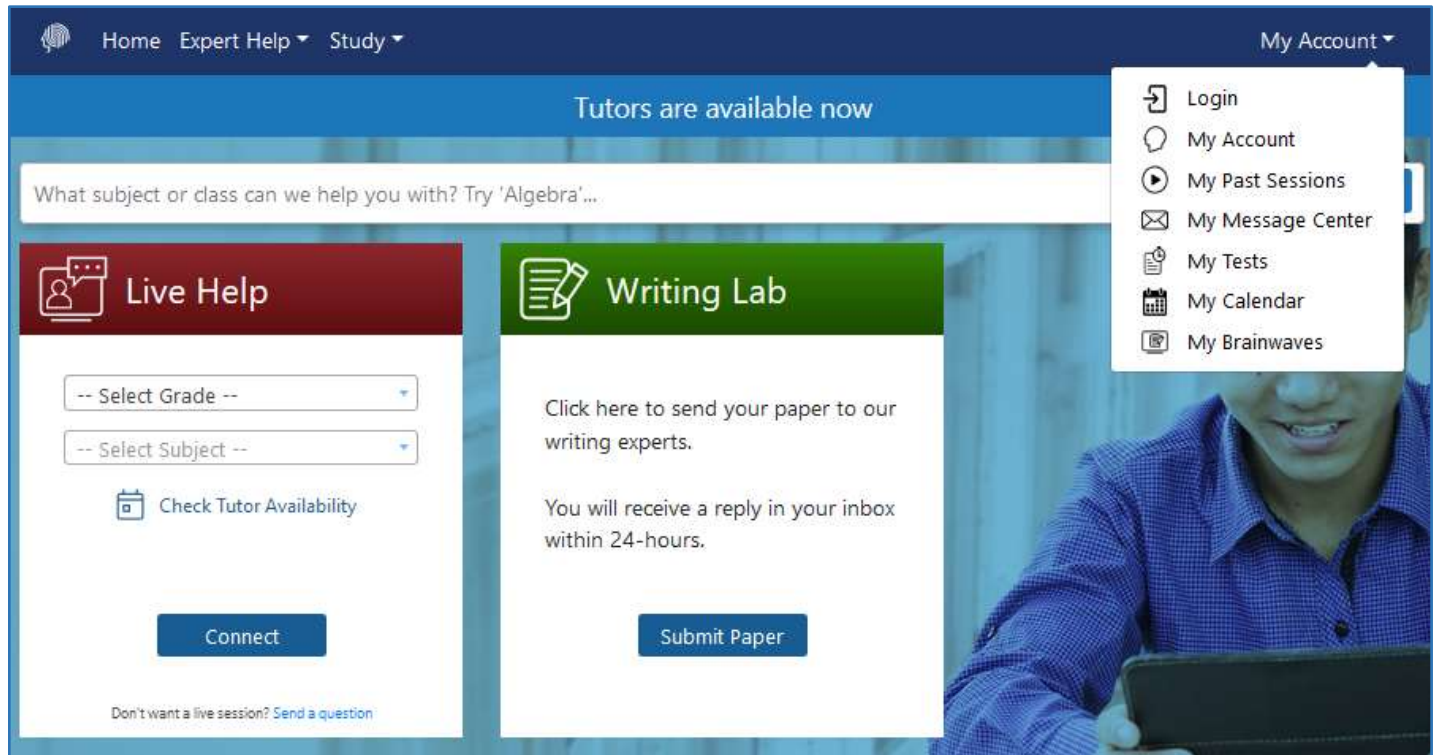 Home Expert Help Study My Account
Tutors are available now
Login
My Account
My Past Sessions
My Message Center
My Tests
My Calendar
My Brainwaves
What subject or class can we help you with? Try 'Algebra'...
Live Help
-- Select Grade --
-- Select Subject --
Check Tutor Availability
Connect
Don't want a live session? Send a question
Writing Lab
Click here to send your paper to our
writing experts.
You will receive a reply in your inbox
within 24-hours.
Submit Paper